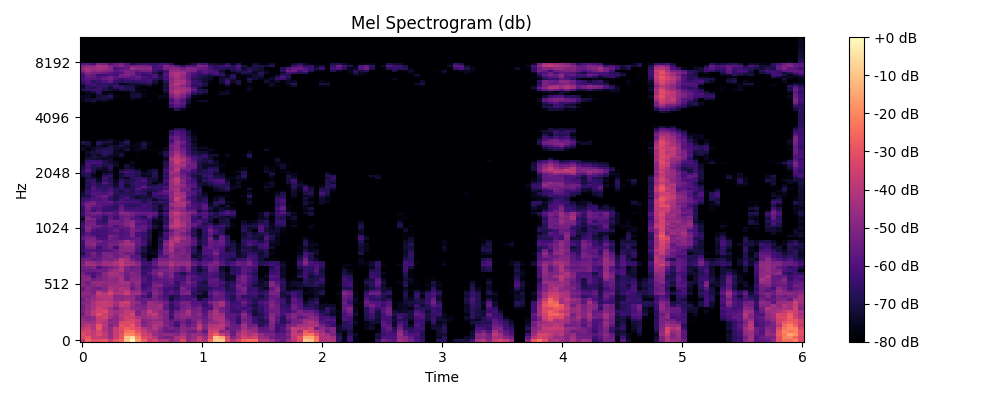 Mel Spectrogram (db)
8192
4096
2048
1024
512
0
Hz
0 1 2 3 4 5 6
Time
+0 dB
-10 dB
-20 dB
-30 dB
-40 dB
-50 dB
-60 dB
-70 dB
-80 dB